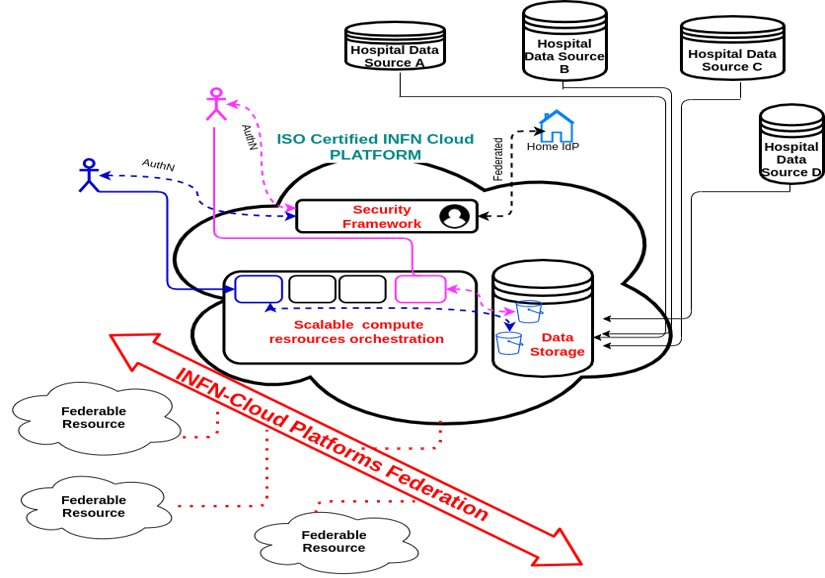 Hospital Data
Source A
Hospital
Data Source
B
Hospital Data
Source C
Hospital
Data
Source D
ISO Certified INFN Cloud
PLATFORM
Home IdP
AuthN
AuthN
Federated
Security
Framework
Scalable compute
resrources orchestration
Data
Storage
INFN-Cloud Platforms Federation
Federable
Resource
Federable
Resource
Federable
Resource